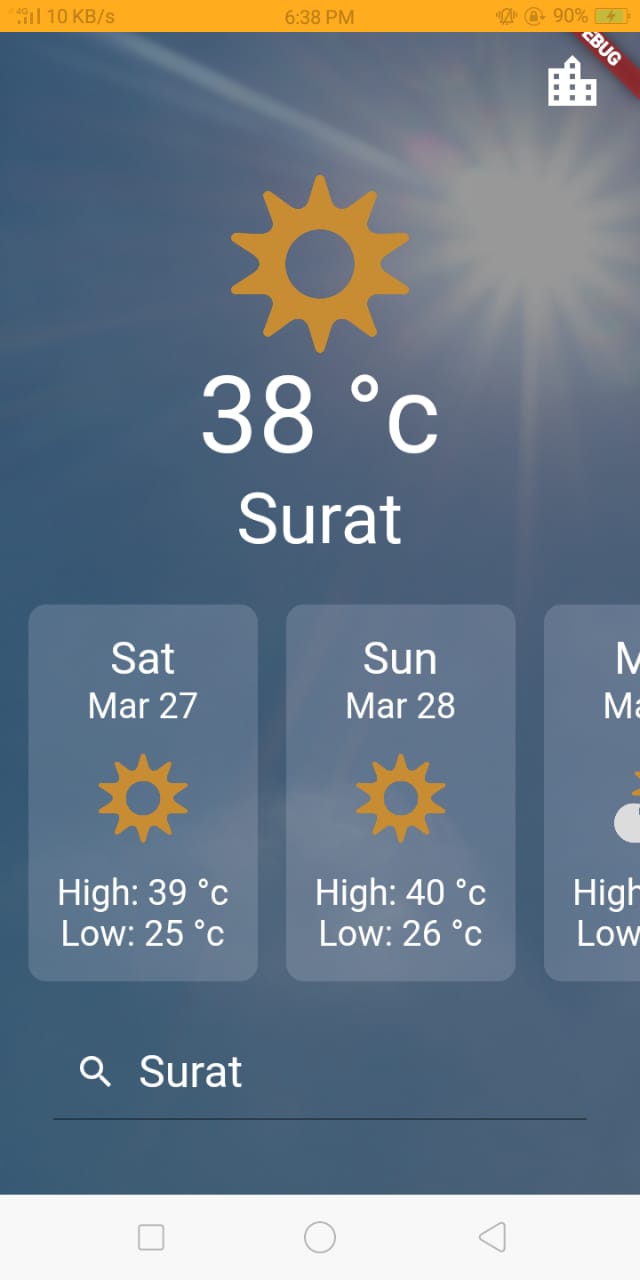 4G 10 KB/s 6:38 PM 90%
EBUG
38 °c
Surat
Sat
Mar 27
High: 39 °c
Low: 25 °c
Sun
Mar 28
High: 40 °c
Low: 26 °c
M
Ma
High
Low
Surat